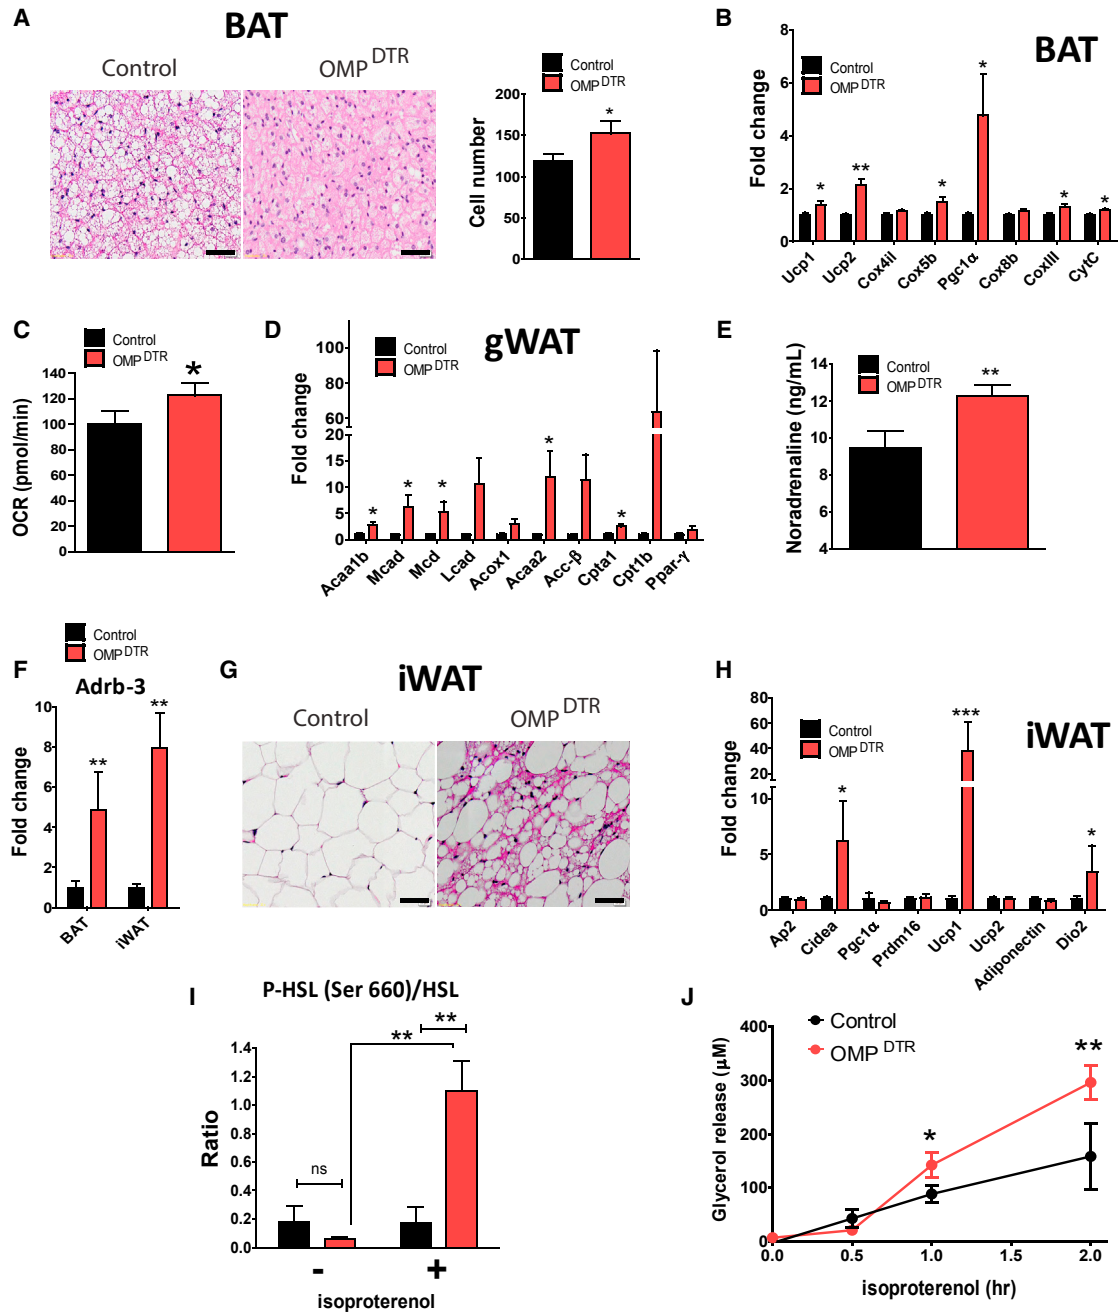 A
BAT
Control
OMP DTR
Control
OMP DTR
Cell number
200
150
100
50
0
*
B
BAT
Control
OMP DTR
Fold change
8
6
4
2
0
*
**
*
*
*
*
Ucp1
Ucp2
Cox4il
Cox5b
Pgc1α
Cox8b
CoxIII
CytC
C
Control
OMP DTR
OCR (pmol/min)
140
120
100
80
60
40
20
0
*
D
gWAT
Control
OMP DTR
Fold change
100
80
60
20
15
10
5
0
*
*
*
*
*
Acaa1b
Mcad
Mcd
Lcad
Acox1
Acaa2
Acc-β
Cpta1
Cpt1b
Ppar-γ
E
Control
OMP DTR
Noradrenaline (ng/mL)
14
12
10
8
6
4
**
F
Control
OMP DTR
Adrb-3
Fold change
10
8
6
4
2
0
**
**
BAT
iWAT
G
iWAT
Control
OMP DTR
H
iWAT
Control
OMP DTR
Fold change
80
60
40
20
10
5
0
*
***
*
Ap2
Cidea
Pgc1α
Prdm16
Ucp1
Ucp2
Adiponectin
Dio2
I
P-HSL (Ser 660)/HSL
Ratio
1.4
1.2
1.0
0.8
0.6
0.4
0.2
0.0
ns
**
**
-
+
isoproterenol
J
Control
OMP DTR
Glycerol release (μM)
400
300
200
100
0
*
**
0.0
0.5
1.0
1.5
2.0
isoproterenol (hr)